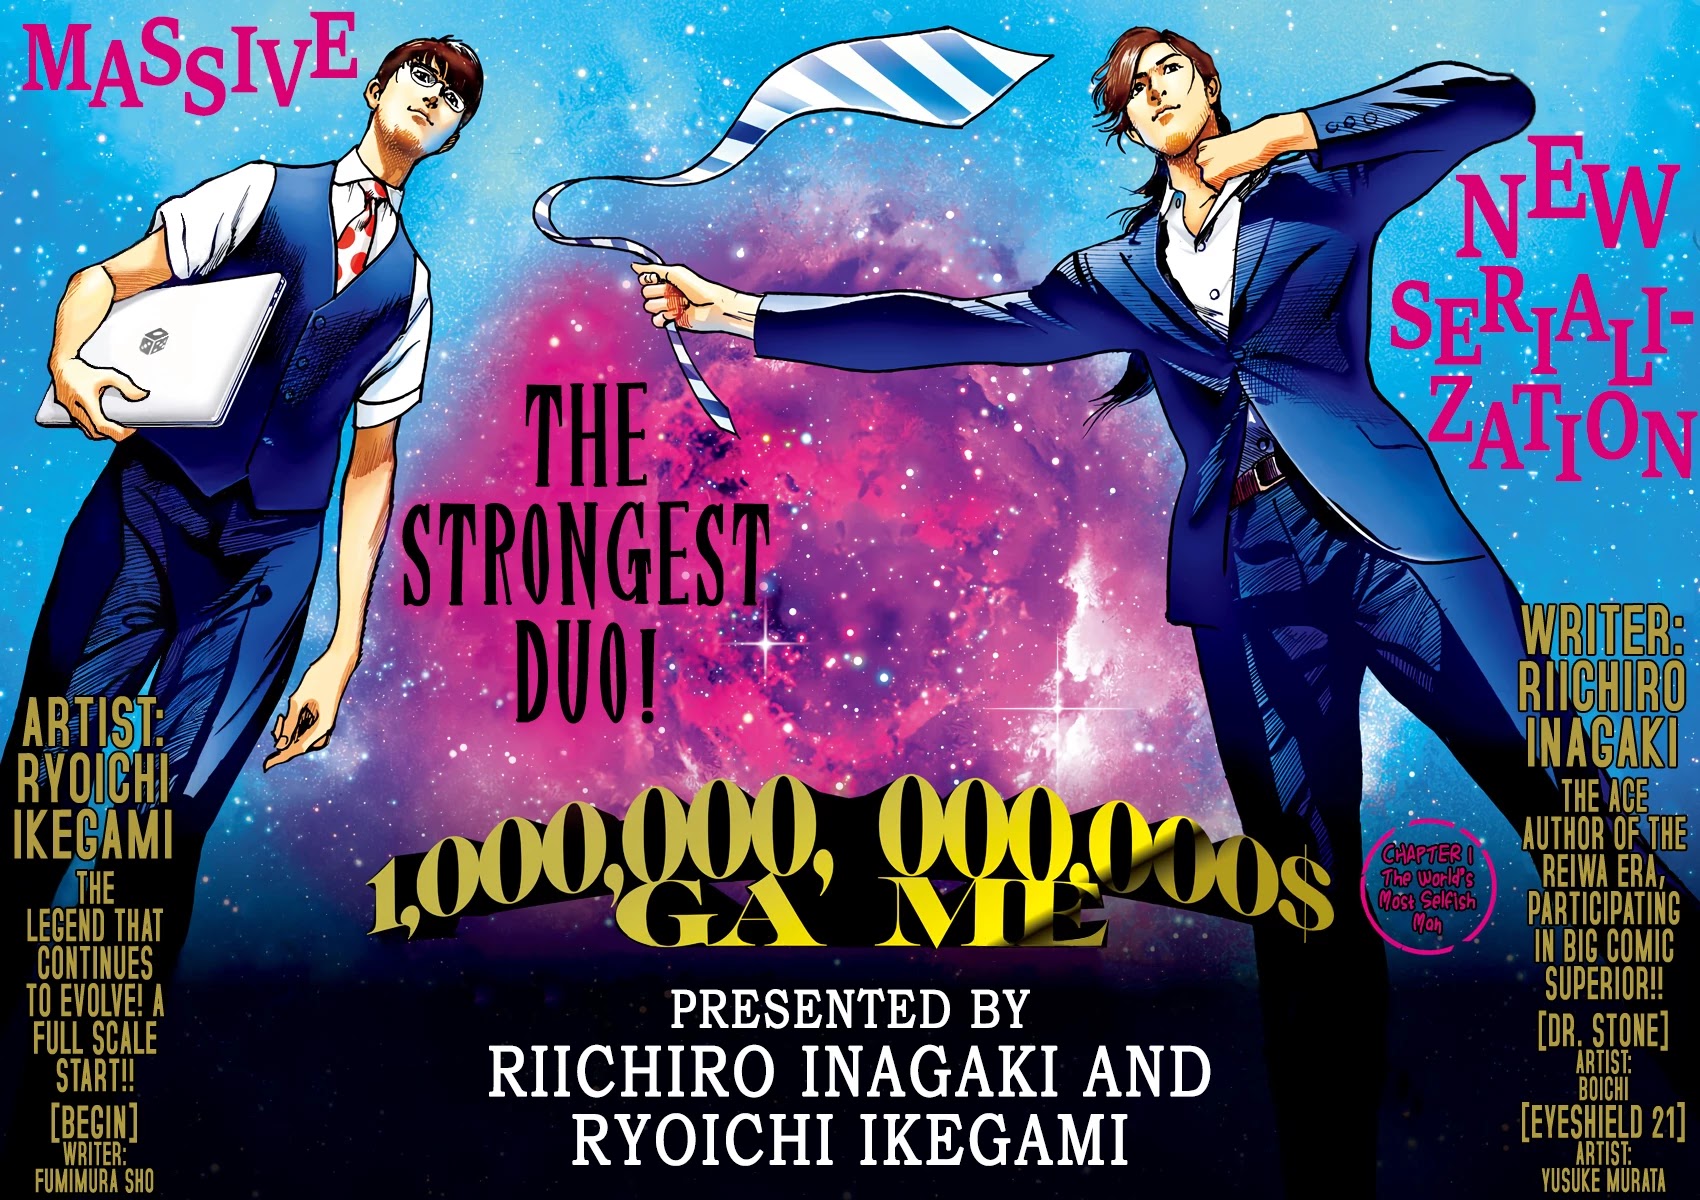 MASSIVE
NEW
SERIALI-
ZATION
THE
STRONGEST
DUO!
ARTIST:
RYOICHI
IKEGAMI
THE
LEGEND THAT
CONTINUES
TO EVOLVE! A
FULL SCALE
START!!
[BEGIN]
WRITER:
FUMIMURA SHO
1,000,000,000,000$
GAME
CHAPTER 1
The World's
Most Selfish
Man
PRESENTED BY
RIICHIRO INAGAKI AND
RYOICHI IKEGAMI
WRITER:
RIICHIRO
INAGAKI
THE ACE
AUTHOR OF THE
REIWA ERA,
PARTICIPATING
IN BIG COMIC
SUPERIOR!!
[DR. STONE]
ARTIST:
BOICHI
[EYESHIELD 21]
ARTIST:
YUSUKE MURATA